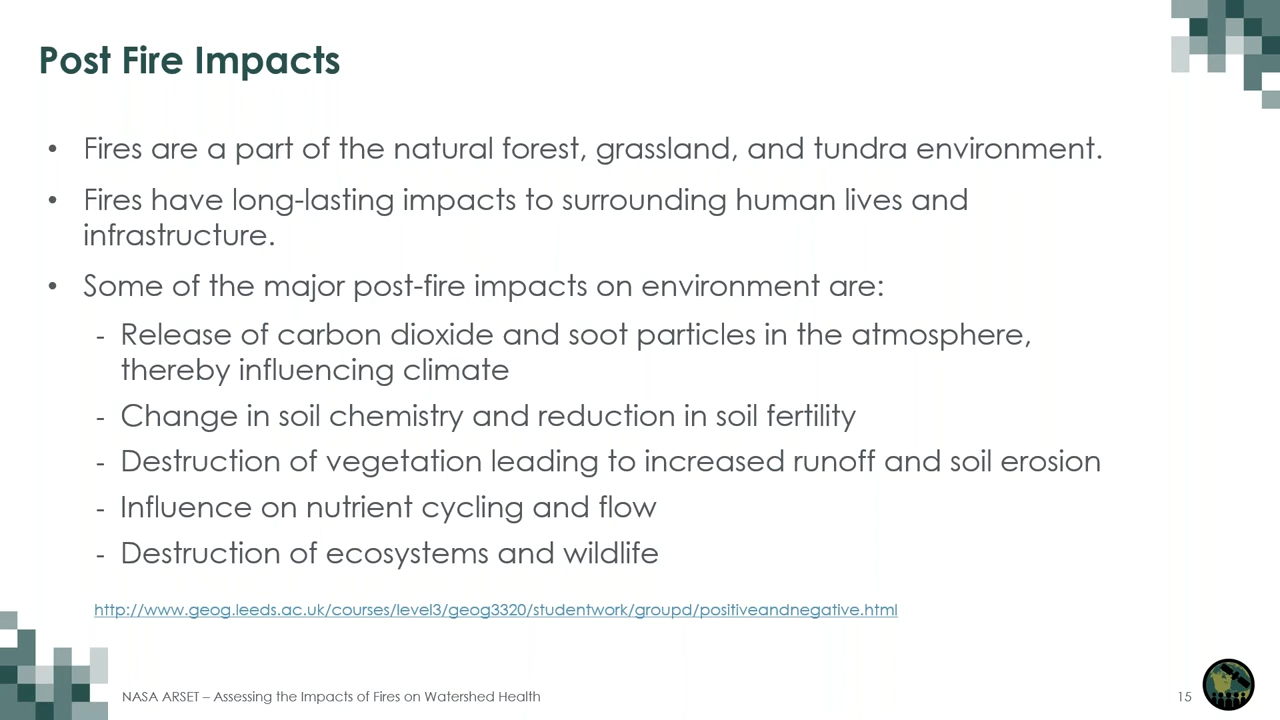 Post Fire Impacts
• Fires are a part of the natural forest, grassland, and tundra environment.
• Fires have long-lasting impacts to surrounding human lives and
infrastructure.
• Some of the major post-fire impacts on environment are:
- Release of carbon dioxide and soot particles in the atmosphere,
thereby influencing climate
- Change in soil chemistry and reduction in soil fertility
- Destruction of vegetation leading to increased runoff and soil erosion
- Influence on nutrient cycling and flow
- Destruction of ecosystems and wildlife
http://www.geog.leeds.ac.uk/courses/level3/geog3320/studentwork/groupd/positiveandnegative.html
NASA ARSET – Assessing the Impacts of Fires on Watershed Health
15